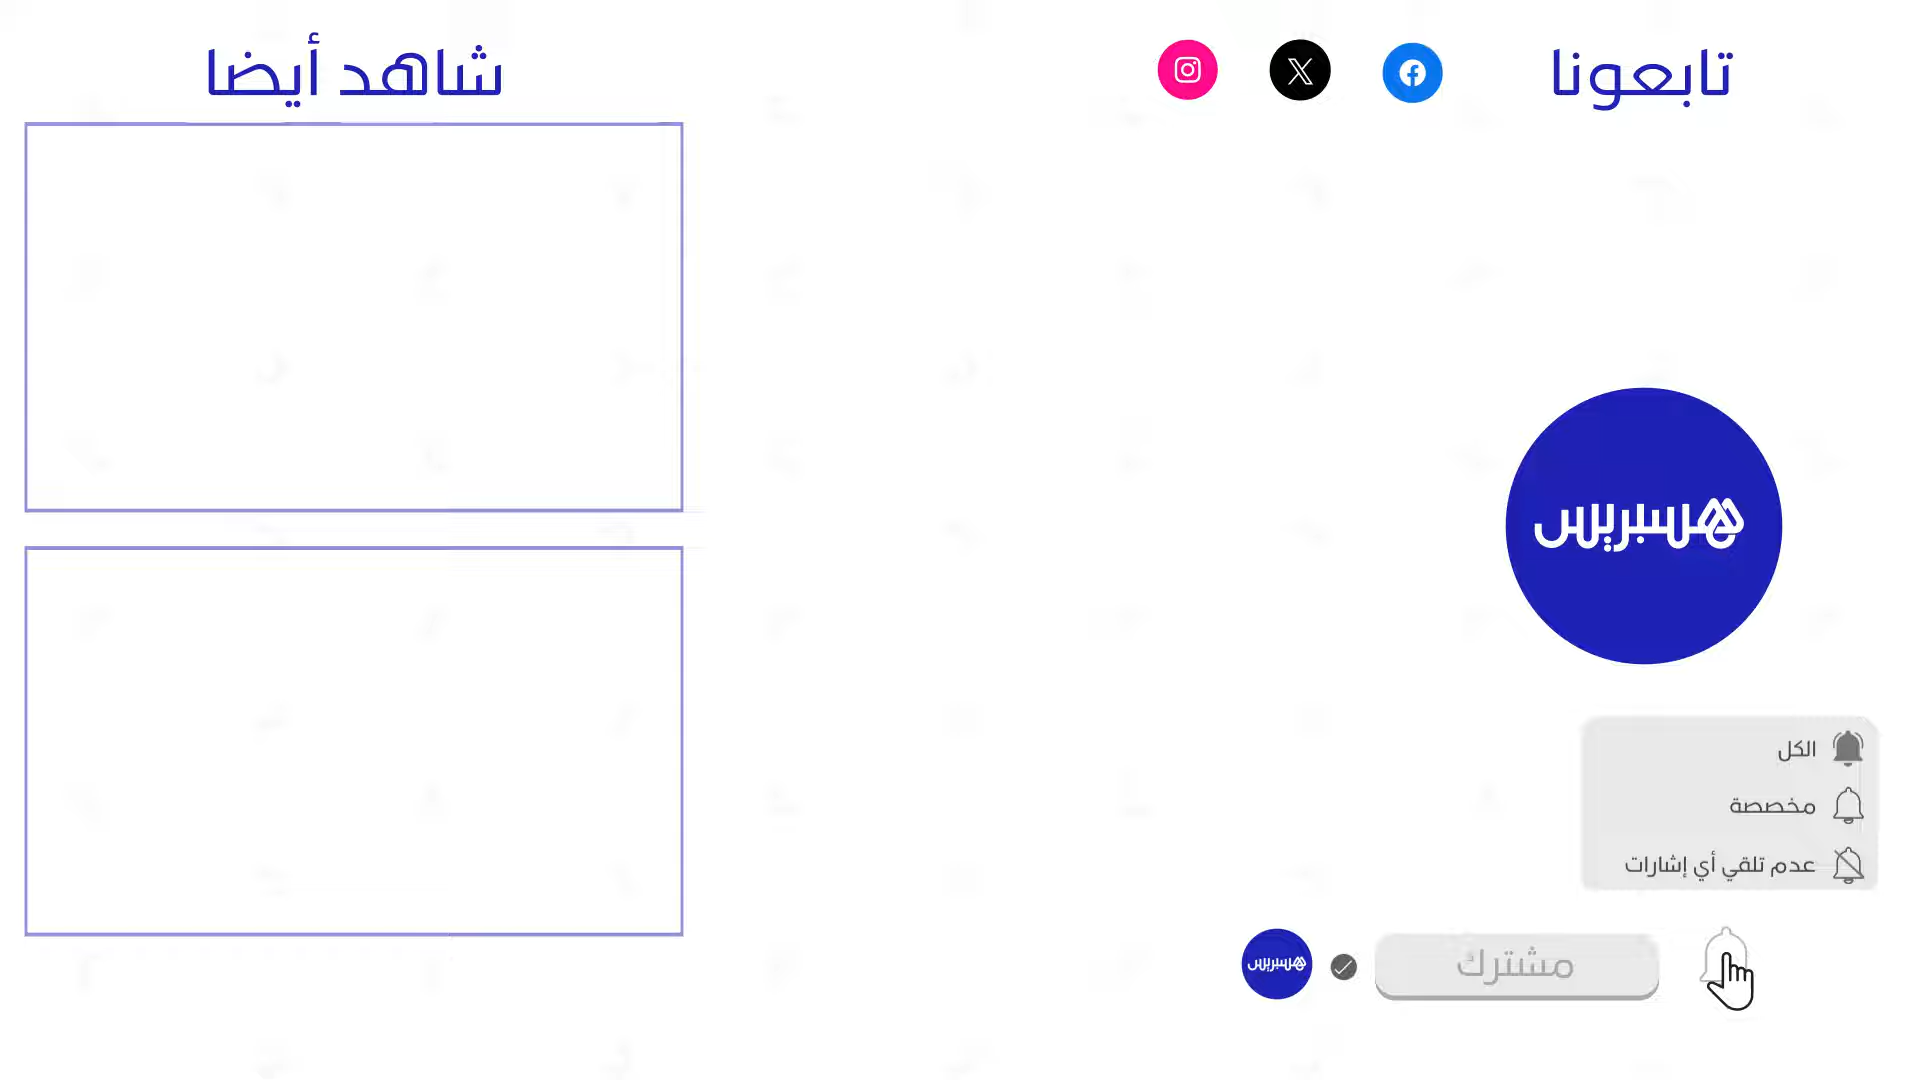 تابعونا
شاهد أيضا
هسبريس
الكل
مخصصة
عدم تلقي أي إشارات
مشترك
هسبريس